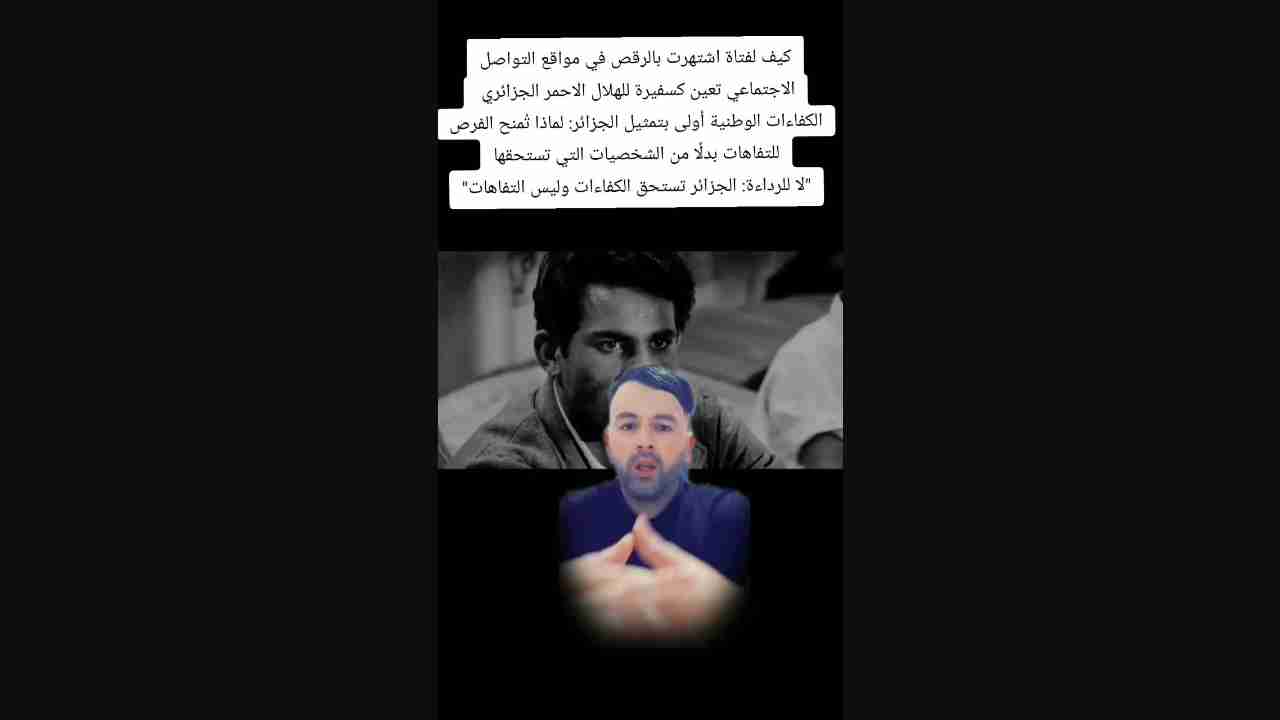 كيف لفتاة اشتهرت بالرقص في مواقع التواصل
الاجتماعي تعين كسفيرة للهلال الاحمر الجزائري
الكفاءات الوطنية أولى بتمثيل الجزائر: لماذا تُمنح الفرص
للتفاهات بدلًا من الشخصيات التي تستحقها
"لا للرداءة: الجزائر تستحق الكفاءات وليس التفاهات"